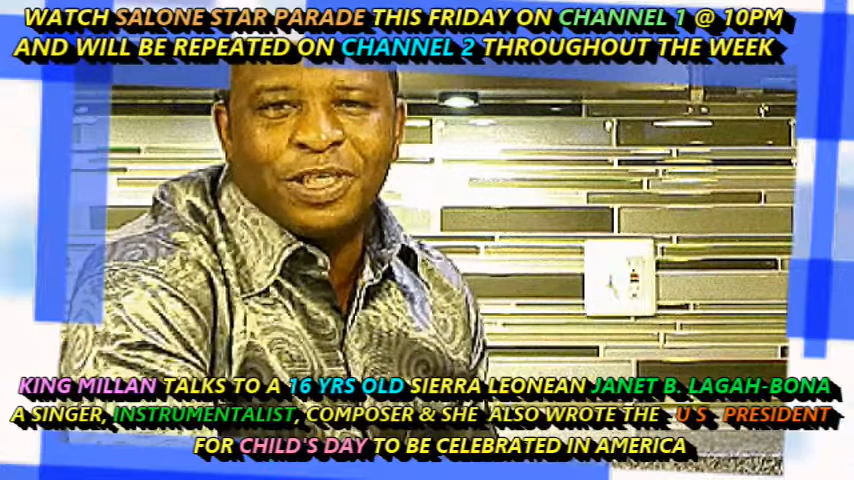 WATCH SALONE STAR PARADE THIS FRIDAY ON CHANNEL 1 @ 10PM
AND WILL BE REPEATED ON CHANNEL 2 THROUGHOUT THE WEEK
KING MILLAN TALKS TO A 16 YRS OLD SIERRA LEONEAN JANET B. LAGAH-BONA
A SINGER, INSTRUMENTALIST, COMPOSER & SHE ALSO WROTE THE U'S PRESIDENT
FOR CHILD'S DAY TO BE CELEBRATED IN AMERICA